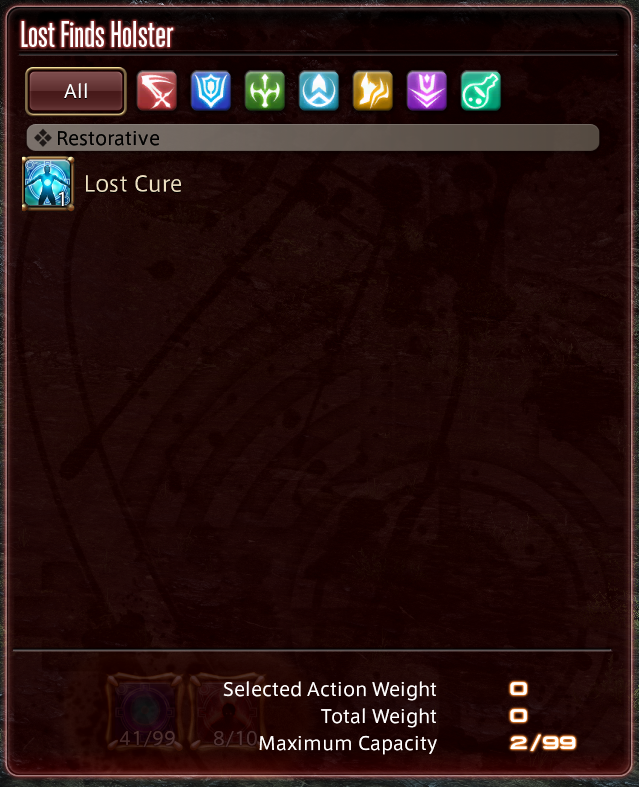 Lost Finds Holster
All
Restorative
1
Lost Cure
Selected Action Weight 0
Total Weight 0
41/99 8/10 Maximum Capacity 2/99